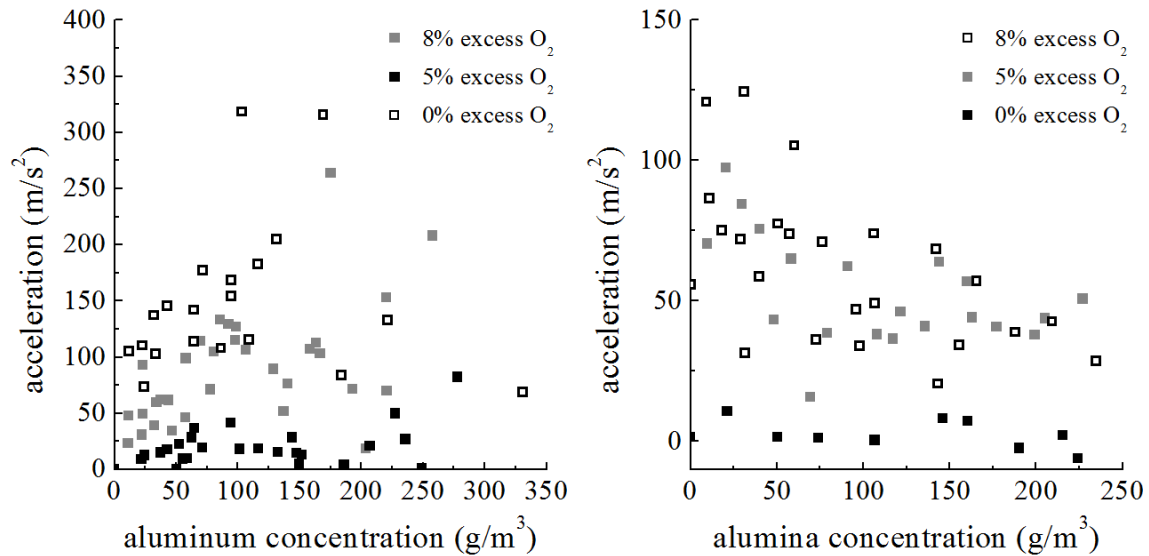 400
350
300
250
200
150
100
50
0
acceleration (m/s²)
8% excess O₂
5% excess O₂
0% excess O₂
0 50 100 150 200 250 300 350
aluminum concentration (g/m³)
150
100
50
0
acceleration (m/s²)
8% excess O₂
5% excess O₂
0% excess O₂
0 50 100 150 200 250
alumina concentration (g/m³)